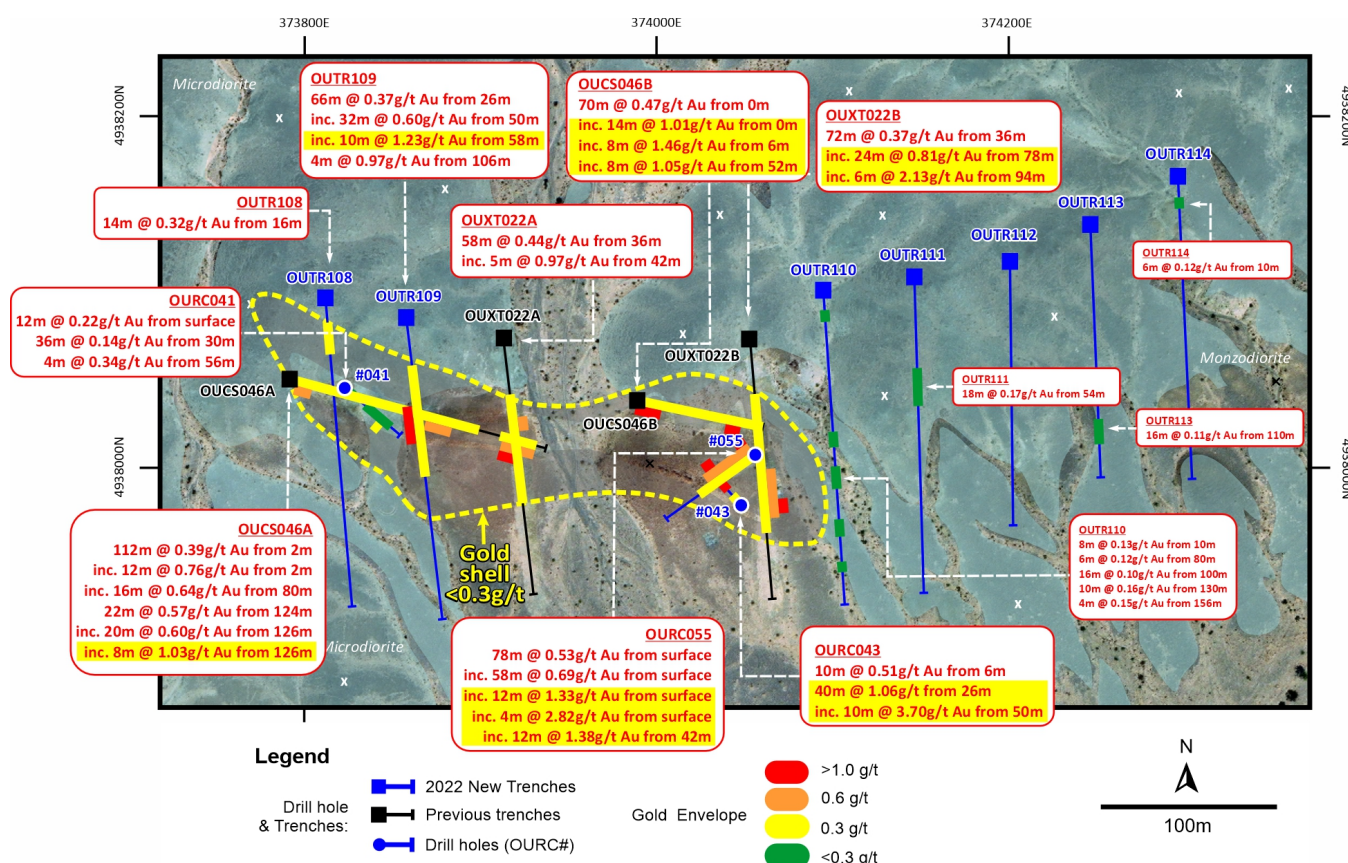 373800E
374000E
374200E
4938200N
4938000N
Microdiorite
OUTR109
66m @ 0.37g/t Au from 26m
inc. 32m @ 0.60g/t Au from 50m
inc. 10m @ 1.23g/t Au from 58m
4m @ 0.97g/t Au from 106m
OUCS046B
70m @ 0.47g/t Au from 0m
inc. 14m @ 1.01g/t Au from 0m
inc. 8m @ 1.46g/t Au from 6m
inc. 8m @ 1.05g/t Au from 52m
OUXT022B
72m @ 0.37g/t Au from 36m
inc. 24m @ 0.81g/t Au from 78m
inc. 6m @ 2.13g/t Au from 94m
OUTR114
OUTR108
14m @ 0.32g/t Au from 16m
OUXT022A
58m @ 0.44g/t Au from 36m
inc. 5m @ 0.97g/t Au from 42m
OUTR113
OUTR112
OUTR111
OUTR110
OUTR114
6m @ 0.12g/t Au from 10m
OUTR108
OUTR109
OUXT022A
OUXT022B
OURC041
12m @ 0.22g/t Au from surface
36m @ 0.14g/t Au from 30m
4m @ 0.34g/t Au from 56m
OUCS046A
#041
OUCS046B
#055
#043
Monzodiorite
OUTR111
18m @ 0.17g/t Au from 54m
OUTR113
16m @ 0.11g/t Au from 110m
OUCS046A
112m @ 0.39g/t Au from 2m
inc. 12m @ 0.76g/t Au from 2m
inc. 16m @ 0.64g/t Au from 80m
22m @ 0.57g/t Au from 124m
inc. 20m @ 0.60g/t Au from 126m
inc. 8m @ 1.03g/t Au from 126m
Gold
shell
<0.3g/t
OUTR110
8m @ 0.13g/t Au from 10m
6m @ 0.12g/t Au from 80m
16m @ 0.10g/t Au from 100m
10m @ 0.16g/t Au from 130m
4m @ 0.15g/t Au from 156m
Microdiorite
OURC055
78m @ 0.53g/t Au from surface
inc. 58m @ 0.69g/t Au from surface
inc. 12m @ 1.33g/t Au from surface
inc. 4m @ 2.82g/t Au from surface
inc. 12m @ 1.38g/t Au from 42m
OURC043
10m @ 0.51g/t Au from 6m
40m @ 1.06g/t from 26m
inc. 10m @ 3.70g/t Au from 50m
Legend
Drill hole
& Trenches:
2022 New Trenches
Previous trenches
Drill holes (OURC#)
Gold Envelope
>1.0 g/t
0.6 g/t
0.3 g/t
<0.3 g/t
N
100m